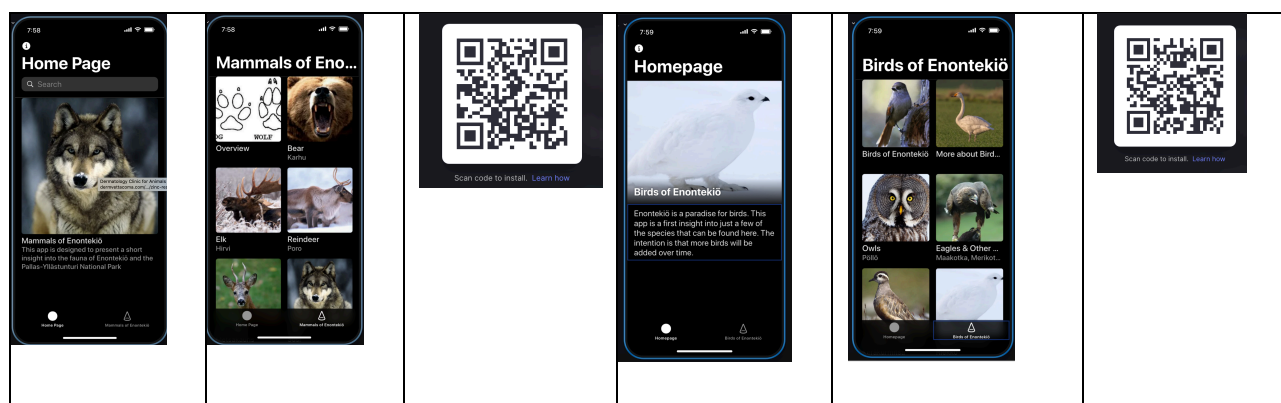 7:58
Home Page
Search
Dermatology Clinic for Animals
Mammals of Enontekiö
This app is designed to present a short
insight into the fauna of Enontekiö and the
Pallas-Yllästunturi National Park
Home Page
Mammals of Enontekiö
7:58
Mammals of Eno...
WOLF
Overview
Bear
Karhu
Elk
Hirvi
Reindeer
Poro
Home Page
Mammals of Enontekiö
Scan code to install. Learn how
7:59
Homepage
Birds of Enontekiö
Enontekiö is a paradise for birds. This
app is a first insight into just a few of
the species that can be found here. The
intention is that more birds will be
added over time.
Homepage
Birds of Enontekiö
7:59
Birds of Enontekiö
Birds of Enontekiö
More about Bird...
Owls
Pöllö
Eagles & Other ...
Maakotka, Merikot...
Homepage
Birds of Enontekiö
Scan code to install. Learn how